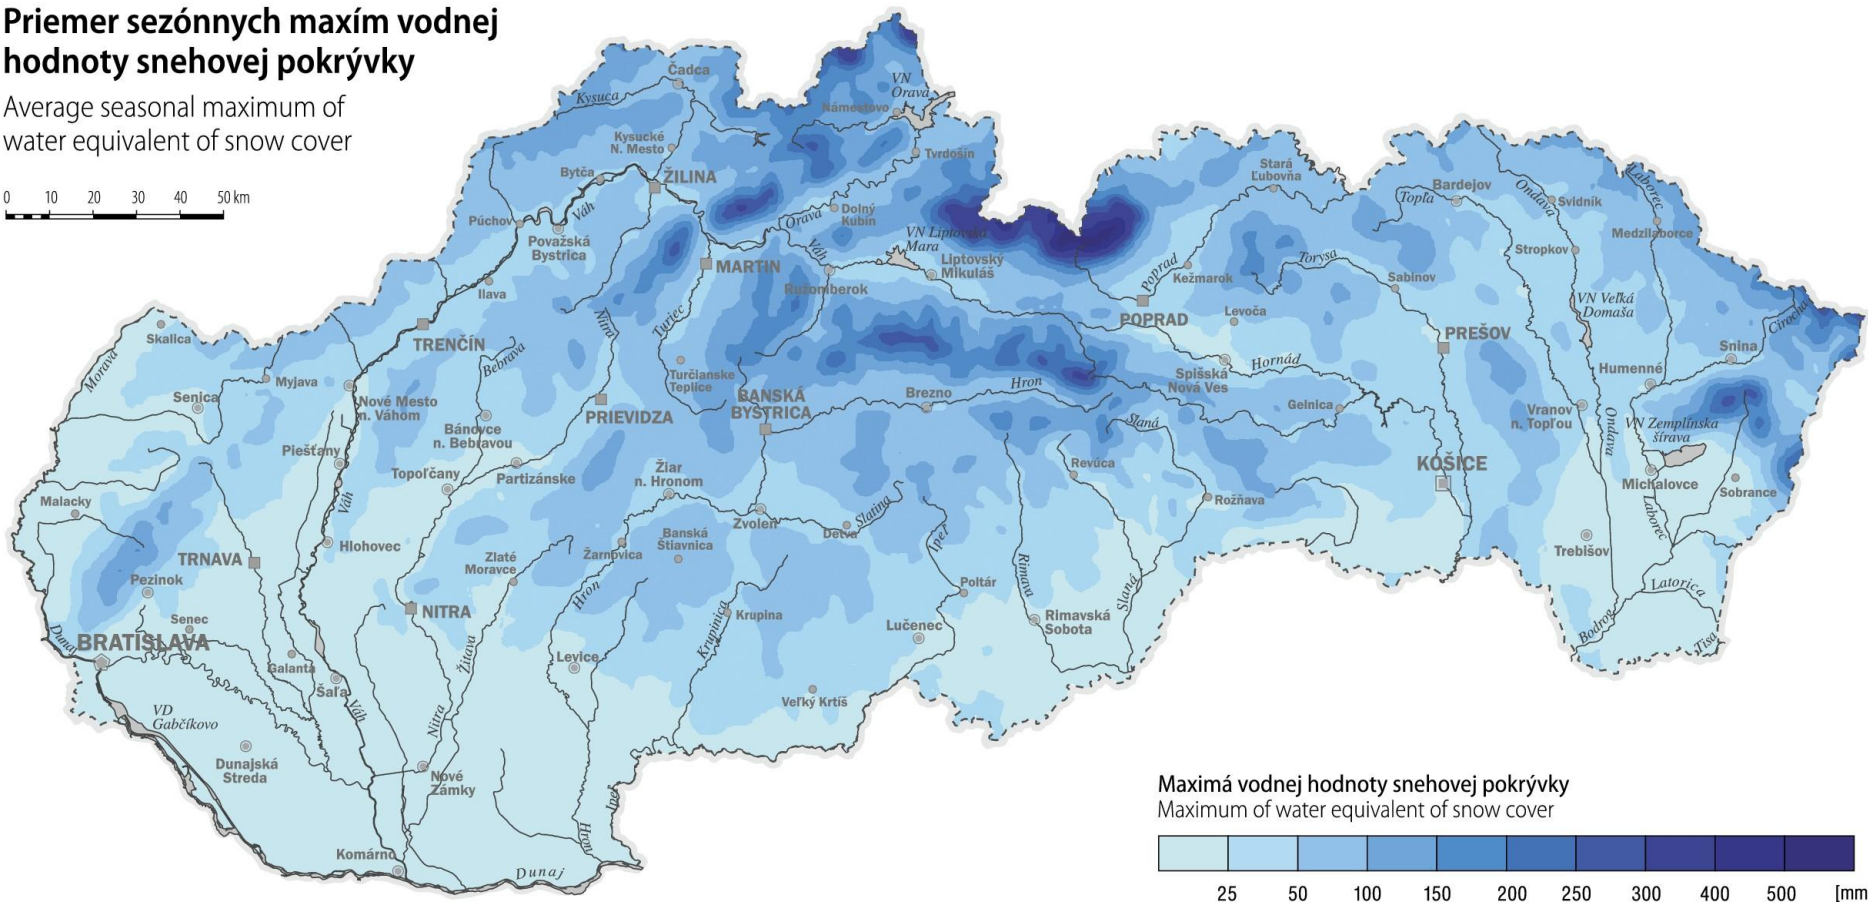 Priemer sezónnych maxím vodnej
hodnoty snehovej pokrývky
Average seasonal maximum of
water equivalent of snow cover
0 10 20 30 40 50 km
Čadca
Kysuca
VN
Orava
Námestovo
Kysucké
N. Mesto
Tvrdošín
Bytča
ŽILINA
Stará
Ľubovňa
Bardejov
Topľa
Ondava
Svidník
Laborec
Púchov
Váh
Považská
Bystrica
Orava
Dolný
Kubín
VN Liptovská
Mara
Medzilaborce
Stropkov
MARTIN
Váh
Liptovský
Mikuláš
Ružomberok
Poprad
Kežmarok
Torysa
Sabinov
Ilava
VN Veľká
Domaša
Cirocha
Skalica
TRENČÍN
Nitra
Turiec
POPRAD
Levoča
PREŠOV
Snina
Morava
Bebrava
Turčianske
Teplice
Spišská
Nová Ves
Hornád
Humenné
Myjava
Senica
Nové Mesto
n. Váhom
PRIEVIDZA
BANSKÁ
BYSTRICA
Brezno
Hron
Gelnica
Vranov
n. Topľou
Ondava
VN Zemplínska
šírava
Bánovce
n. Bebravou
Slaná
Piešťany
Topoľčany
Partizánske
Žiar
n. Hronom
Revúca
KOŠICE
Michalovce
Sobrance
Malacky
Váh
Rožňava
Zvolen
Slatina
Detva
Laborec
Banská
Štiavnica
Ipeľ
TRNAVA
Hlohovec
Zlaté
Moravce
Žarnovica
Trebišov
Pezinok
Hron
Poltár
Rimava
Slaná
Latorica
Senec
NITRA
Krupina
Krupinica
Lučenec
Rimavská
Sobota
Bodrog
Tisa
Dunaj
BRATISLAVA
Galanta
Žitava
Levice
Šaľa
Váh
Veľký Krtíš
VD
Gabčíkovo
Nitra
Dunajská
Streda
Nové
Zámky
Ipeľ
Hron
Komárno
Dunaj
Maximá vodnej hodnoty snehovej pokrývky
Maximum of water equivalent of snow cover
25 50 100 150 200 250 300 400 500 [mm